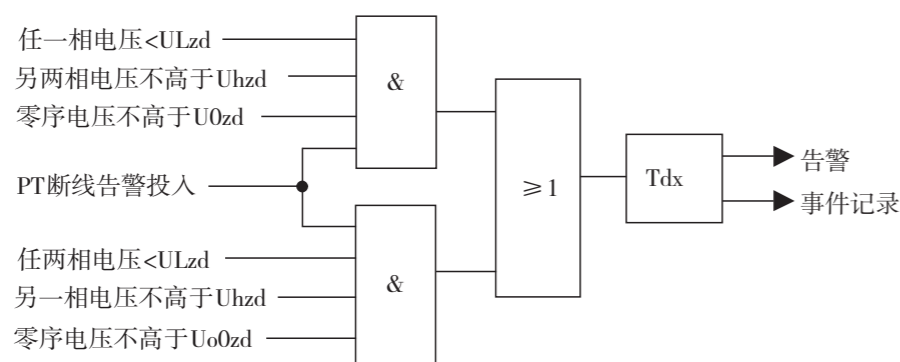 任一相电压<ULzd
另两相电压不高于Uhzd
零序电压不高于U0zd
&
PT断线告警投入
≥1
Tdx
告警
事件记录
任两相电压<ULzd
另一相电压不高于Uhzd
零序电压不高于Uo0zd
&